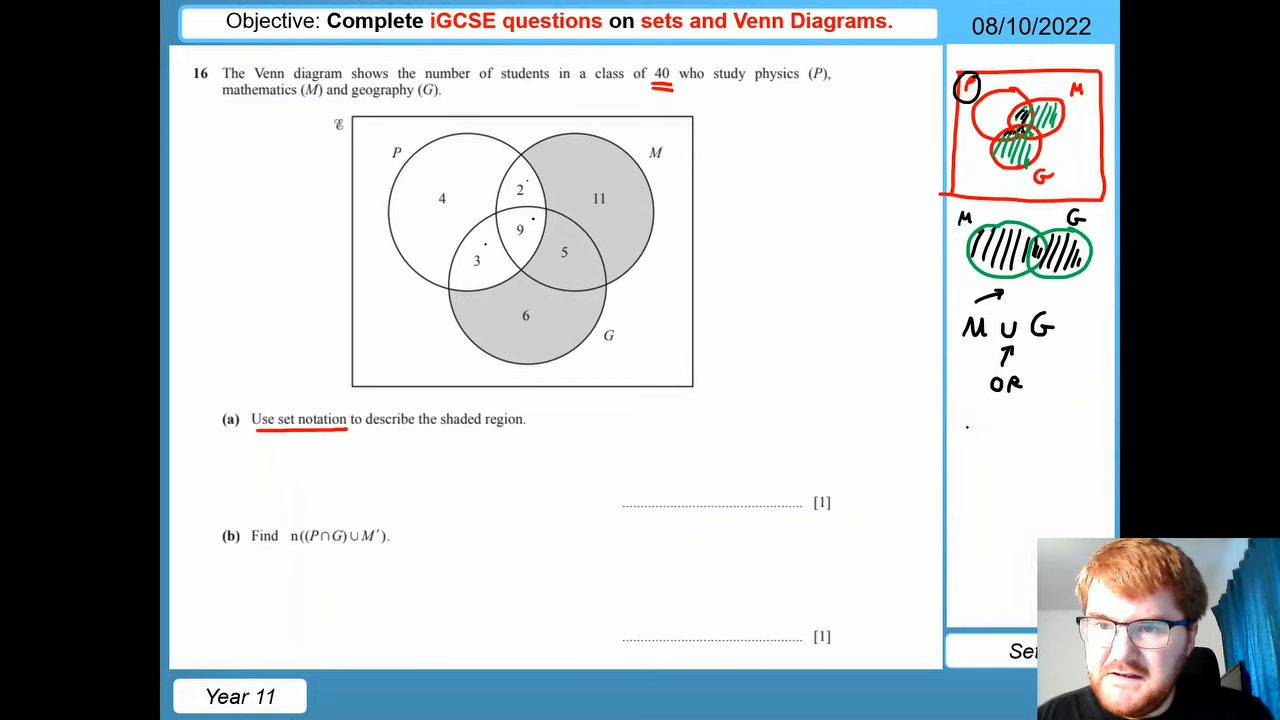 Objective: Complete iGCSE questions on sets and Venn Diagrams.
08/10/2022
16 The Venn diagram shows the number of students in a class of 40 who study physics (P),
mathematics (M) and geography (G).
ℰ
P
M
4
2
11
9
3
5
6
G
(a) Use set notation to describe the shaded region.
[1]
(b) Find n((P∩G)∪M′).
[1]
P
M
G
M
G
M ∪ G
OR
Set
Year 11